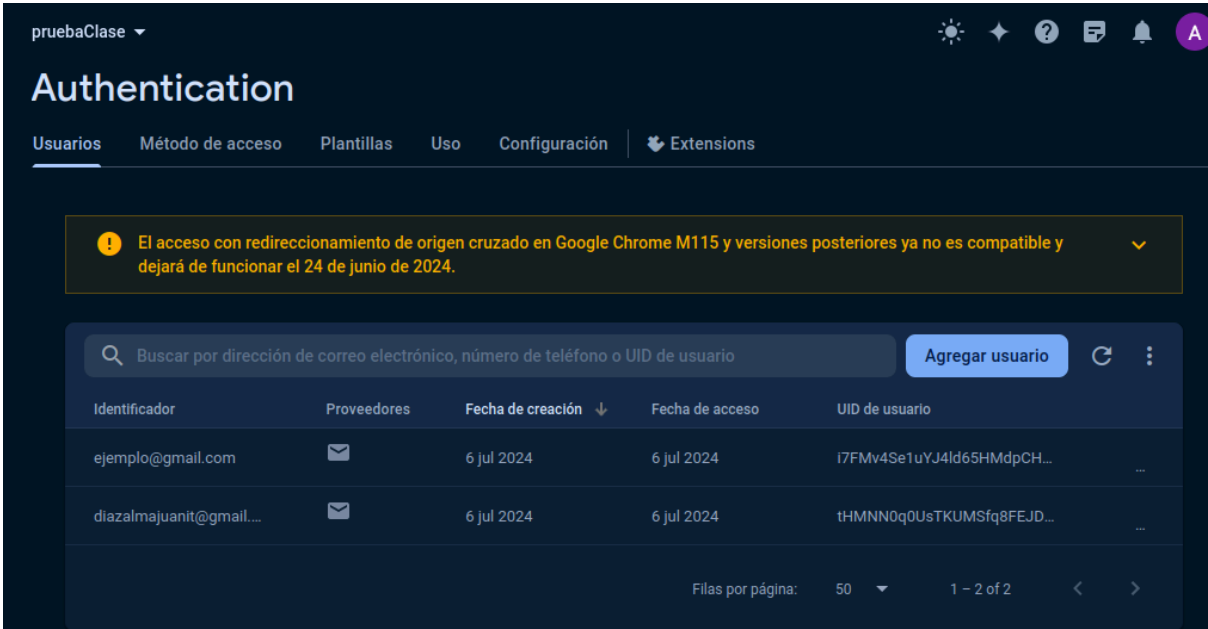 pruebaClase
A
Authentication
Usuarios Método de acceso Plantillas Uso Configuración Extensions
El acceso con redireccionamiento de origen cruzado en Google Chrome M115 y versiones posteriores ya no es compatible y
dejará de funcionar el 24 de junio de 2024.
Buscar por dirección de correo electrónico, número de teléfono o UID de usuario Agregar usuario
Identificador Proveedores Fecha de creación Fecha de acceso UID de usuario
ejemplo@gmail.com 6 jul 2024 6 jul 2024 i7FMv4Se1uYJ4ld65HMdpCH... ...
diazalmajuanit@gmail.... 6 jul 2024 6 jul 2024 tHMNN0q0UsTKUMSfq8FEJD... ...
Filas por página: 50 1 – 2 of 2